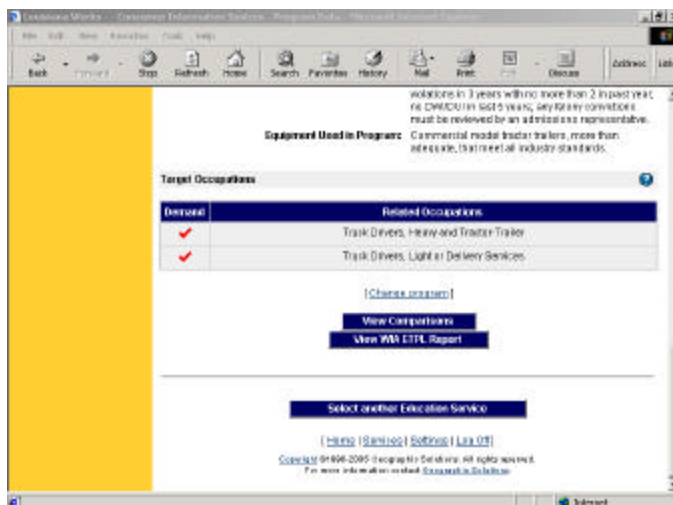 Louisiana Works - Consumer Information System - Program Data - Microsoft Internet Explorer
File Edit View Favorites Tools Help
Back Forward Stop Refresh Home Search Favorites History Mail Print Edit Discuss Address
violations in 3 years with no more than 2 in past year,
no DWI/DUI in last 5 years; any felony convictions
must be reviewed by an admissions representative.
Equipment Used in Program: Commercial model tractor trailers, more than
adequate, that meet all industry standards.
Target Occupations
Demand Related Occupations
Truck Drivers, Heavy and Tractor-Trailer
Truck Drivers, Light or Delivery Services
[ Change program ]
View Comparisons
View WIA ETPL Report
Select another Education Service
[ Home | Services | Settings | Log Off]
Copyright ©1998-2005 Geographic Solutions. All rights reserved.
For more information contact Geographic Solutions.
Internet